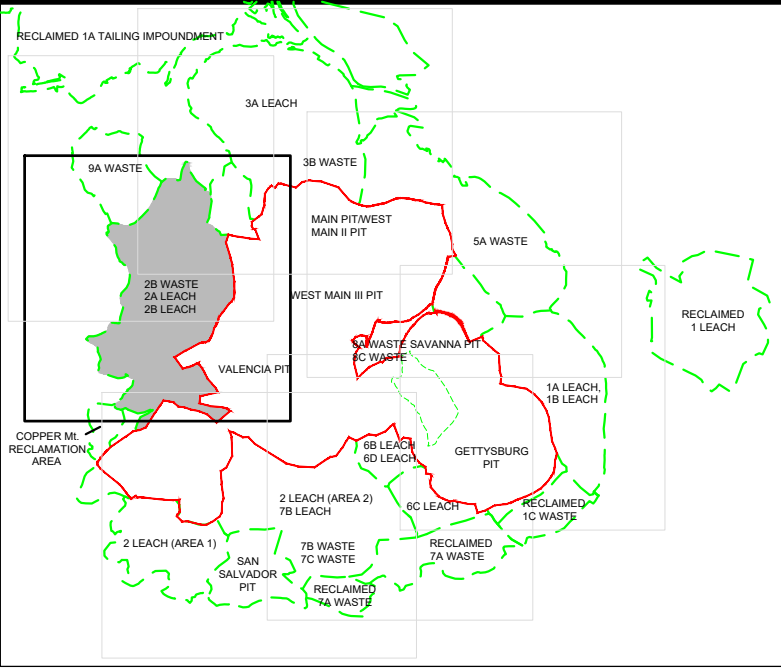 RECLAIMED 1A TAILING IMPOUNDMENT
3A LEACH
9A WASTE
3B WASTE
MAIN PIT/WEST
MAIN II PIT
5A WASTE
2B WASTE
2A LEACH
2B LEACH
WEST MAIN III PIT
RECLAIMED
1 LEACH
8A WASTE
8C WASTE
SAVANNA PIT
VALENCIA PIT
1A LEACH,
1B LEACH
COPPER Mt.
RECLAMATION
AREA
6B LEACH
6D LEACH
GETTYSBURG
PIT
2 LEACH (AREA 2)
7B LEACH
6C LEACH
RECLAIMED
1C WASTE
2 LEACH (AREA 1)
7B WASTE
7C WASTE
RECLAIMED
7A WASTE
SAN
SALVADOR
PIT
RECLAIMED
7A WASTE